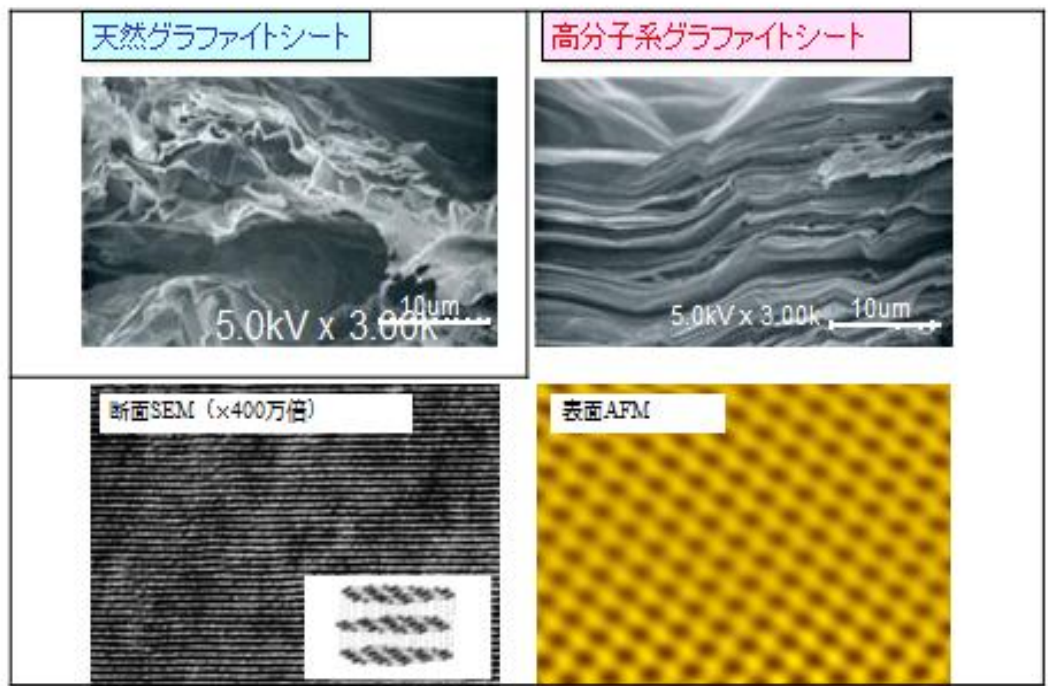 天然グラファイトシート
高分子系グラファイトシート
10um
5.0kV x 3.00k
5.0kV x 3.00k
10um
断面SEM（×400万倍）
表面AFM